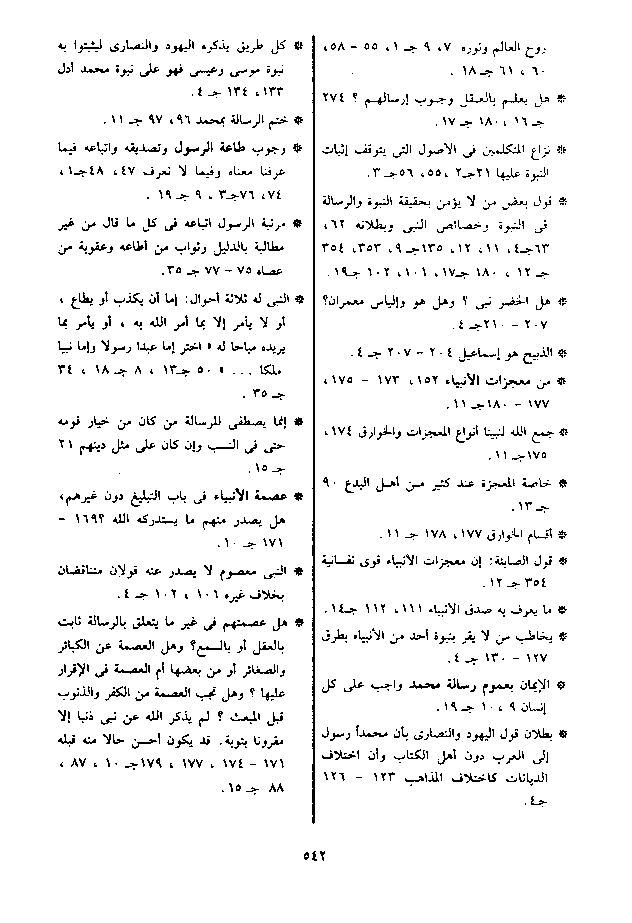 روح العالم ونوره ٧، ٩ جـ ١، ٥٥ – ٥٨،
٦٠، ٦١ جـ ١٨.
* هل يعلم بالعقل وجوب إرسالهم ؟ ٢٧٤
جـ ١٦، ١٨٠ جـ ١٧.
* نزاع المتكلمين فى الأصول التى يتوقف إثبات
النبوة عليها ٢١جـ٢، ٥٥، ٥٦جـ ٣.
* قول بعض من لا يؤمن بحقيقة النبوة والرسالة
فى النبوة وخصائص النبى وبطلانه ٦٢،
٦٣جـ٤، ١١، ١٢، ١٣٥جـ ٩، ٣٥٣، ٣٥٤
جـ ١٢، ١٨٠ جـ١٧، ١٠٦، ١٠٢ جـ١٩.
* هل الخضر نبى ؟ وهل هو وإلياس معمران؟
٢٠٧ – ٢١٠جـ ٤.
* الذبيح هو إسماعيل ٢٠٤ – ٢٠٧ جـ ٤.
* من معجزات الأنبياء ١٥٢، ١٧٣ – ١٧٥،
١٧٧ – ١٨٠جـ ١١.
* جمع الله لنبينا أنواع المعجزات والخوارق ١٧٤،
١٧٥جـ ١١.
* خاصة المعجزة عند كثير من أهل البدع ٩٠
جـ ١٣.
* أقسام الخوارق ١٧٧، ١٧٨ جـ ١١.
* قول الصابئة: إن معجزات الأنبياء قوى نفسانية
٣٥٤ جـ ١٢.
* ما يعرف به صدق الأنبياء ١١١، ١١٢ جـ١٤.
* يخاطب من لا يقر بنبوة أحد من الأنبياء بطرق
١٢٧ – ١٣٠ جـ ٤.
* الإيمان بعموم رسالة محمد واجب على كل
إنسان ٩، ١٠ جـ ١٩.
* بطلان قول اليهود والنصارى بأن محمداً رسول
إلى العرب دون أهل الكتاب وأن اختلاف
الديانات كاختلاف المذاهب ١٢٣ – ١٢٦
جـ٤.
* كل طريق يذكره اليهود والنصارى ليثبتوا به
نبوة موسى وعيسى فهو على نبوة محمد أدل
١٣٣، ١٣٤ جـ ٤.
* ختم الرسالة بمحمد ٩٦، ٩٧ جـ ١١.
* وجوب طاعة الرسول وتصديقه واتباعه فيما
عرفنا معناه وفيما لا نعرف ٤٧، ٤٨جـ١،
٧٤، ٧٦جـ٣، ٩ جـ ١٩.
* مرتبة الرسول اتباعه فى كل ما قال من غير
مطالبة بالدليل وثواب من أطاعه وعقوبة من
عصاه ٧٥ – ٧٧ جـ ٣٥.
* النبى له ثلاثة أحوال: إما أن يكذب أو يطاع ،
أو لا يأمر إلا بما أمر الله به ، أو يأمر بما
يريده مباحا له « اختر إما عبدا رسولا وإما نبيا
ملكا ... » ٥٠ جـ١٣، ٨ جـ ١٨، ٣٤
جـ ٣٥.
* إنما يصطفى للرسالة من كان من خيار قومه
حتى فى النسب وإن كان على مثل دينهم ٢١
جـ ١٥.
* عصمة الأنبياء فى باب التبليغ دون غيرهم،
هل يصدر منهم ما يستدركه الله ؟ ١٦٩ –
١٧١ جـ ١٠.
* النبى معصوم لا يصدر عنه قولان متناقضان
بخلاف غيره ١٠٦، ١٠٢ جـ ٤.
* هل عصمتهم فى غير ما يتعلق بالرسالة ثابت
بالعقل أو بالسمع؟ وهل العصمة عن الكبائر
والصغائر أو من بعضها أم العصمة فى الإقرار
عليها ؟ وهل تجب العصمة من الكفر والذنوب
قبل المبعث ؟ لم يذكر الله عن نبى ذنبا إلا
مقرونا بتوبة. قد يكون أحسن حالا منه قبله
١٧١ – ١٧٤ ، ١٧٧ ، ١٧٩جـ ١٠ ، ٨٧ ،
٨٨ جـ ١٥.
٥٤٢